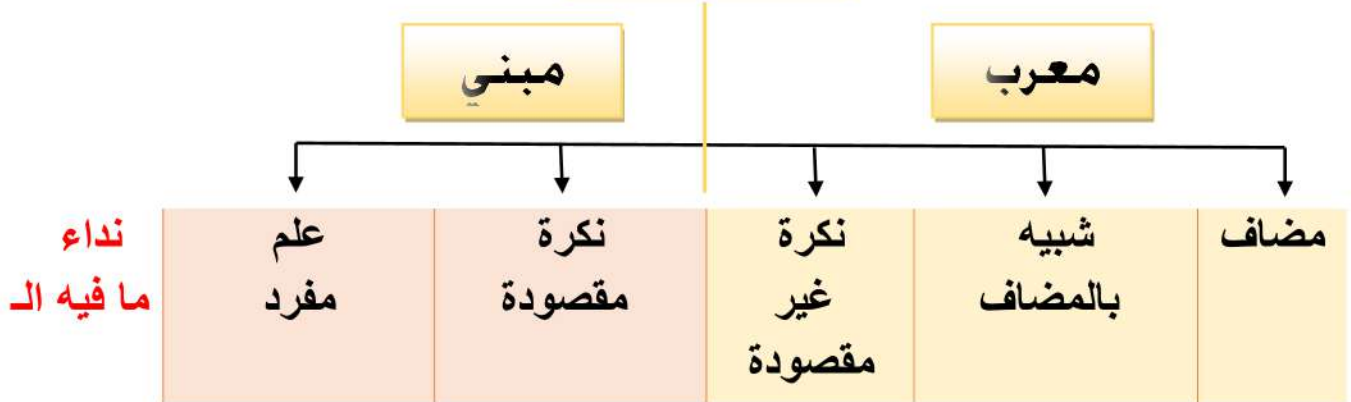 معرب
مبني
مضاف
شبيه
بالمضاف
نكرة
غير
مقصودة
نكرة
مقصودة
علم
مفرد
نداء
ما فيه الـ